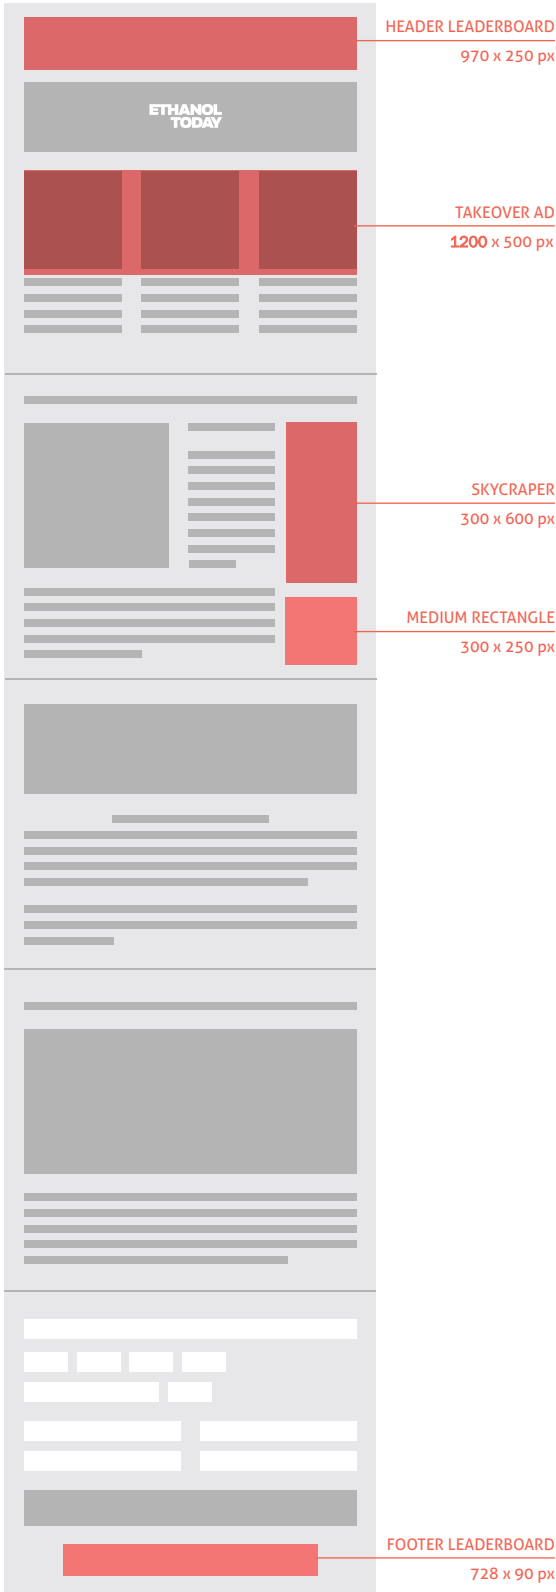 HEADER LEADERBOARD
970 x 250 px
ETHANOL
TODAY
TAKEOVER AD
1200 x 500 px
SKYCRAPER
300 x 600 px
MEDIUM RECTANGLE
300 x 250 px
FOOTER LEADERBOARD
728 x 90 px